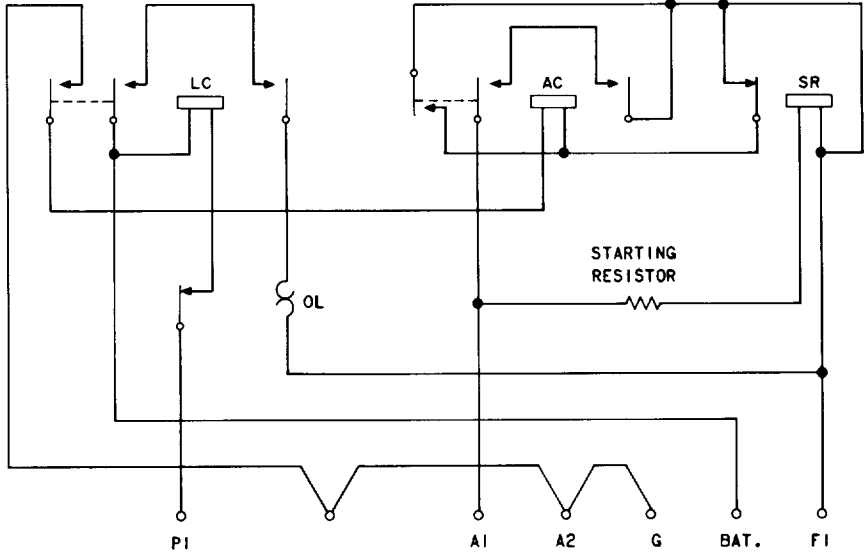 LC
AC
SR
STARTING
RESISTOR
OL
P1
A1
A2
G
BAT.
F1